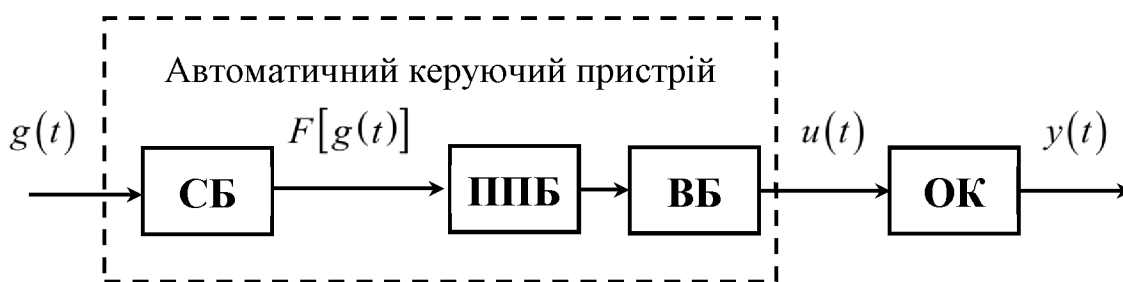 Автоматичний керуючий пристрій
g(t)
F[g(t)]
u(t)
y(t)
СБ
ППБ
ВБ
ОК